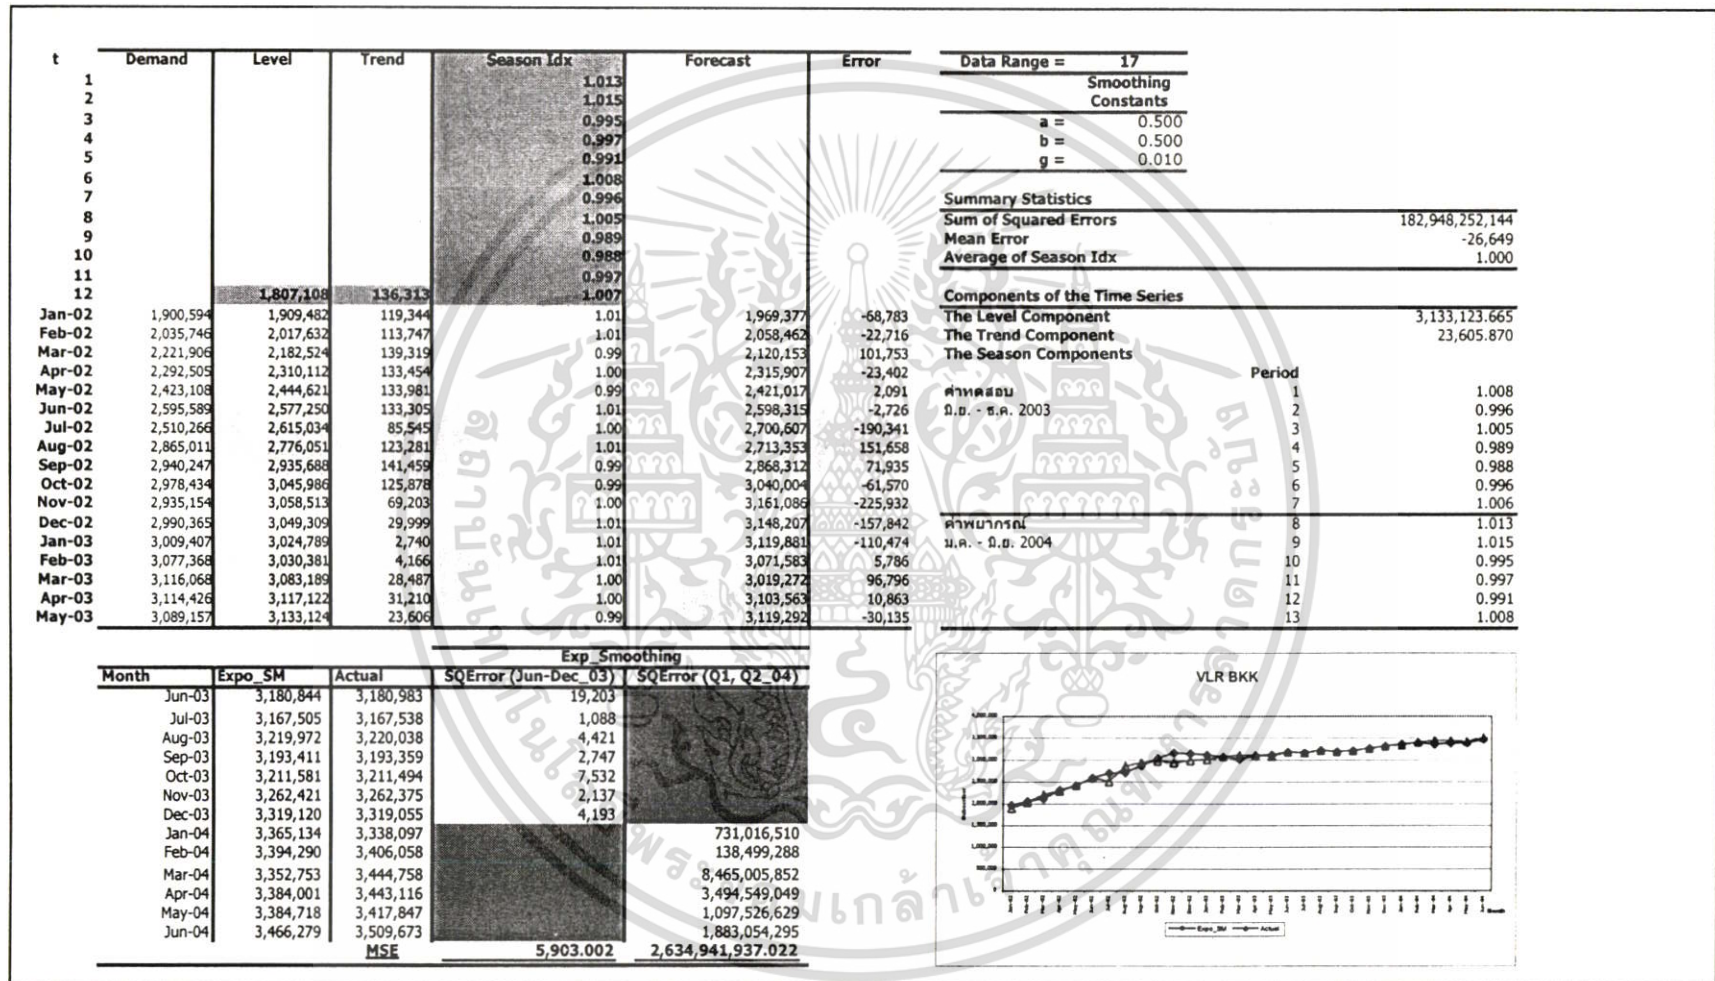 t Demand Level Trend Season Idx Forecast Error
1 1.013
2 1.015
3 0.995
4 0.997
5 0.991
6 1.008
7 0.996
8 1.005
9 0.989
10 0.988
11 0.997
12 1,807,108 136,313 1.007
Jan-02 1,900,594 1,909,482 119,344 1.01 1,969,377 -68,783
Feb-02 2,035,746 2,017,632 113,747 1.01 2,058,462 -22,716
Mar-02 2,221,906 2,182,524 139,319 0.99 2,120,153 101,753
Apr-02 2,292,505 2,310,112 133,454 1.00 2,315,907 -23,402
May-02 2,423,108 2,444,621 133,981 0.99 2,421,017 2,091
Jun-02 2,595,589 2,577,250 133,305 1.01 2,598,315 -2,726
Jul-02 2,510,266 2,615,034 85,545 1.00 2,700,607 -190,341
Aug-02 2,865,011 2,776,051 123,281 1.01 2,713,353 151,658
Sep-02 2,940,247 2,935,688 141,459 0.99 2,868,312 71,935
Oct-02 2,978,434 3,045,986 125,878 0.99 3,040,004 -61,570
Nov-02 2,935,154 3,058,513 69,203 1.00 3,161,086 -225,932
Dec-02 2,990,365 3,049,309 29,999 1.01 3,148,207 -157,842
Jan-03 3,009,407 3,024,789 2,740 1.01 3,119,881 -110,474
Feb-03 3,077,368 3,030,381 4,166 1.01 3,071,583 5,786
Mar-03 3,116,068 3,083,189 28,487 1.00 3,019,272 96,796
Apr-03 3,114,426 3,117,122 31,210 1.00 3,103,563 10,863
May-03 3,089,157 3,133,124 23,606 0.99 3,119,292 -30,135
Data Range = 17
Smoothing
Constants
a = 0.500
b = 0.500
g = 0.010
Summary Statistics
Sum of Squared Errors 182,948,252,144
Mean Error -26,649
Average of Season Idx 1.000
Components of the Time Series
The Level Component 3,133,123.665
The Trend Component 23,605.870
The Season Components
Period
ค่าทดสอบ 1 1.008
มิ.ย. - ธ.ค. 2003 2 0.996
3 1.005
4 0.989
5 0.988
6 0.996
7 1.006
ค่าพยากรณ์ 8 1.013
ม.ค. - มิ.ย. 2004 9 1.015
10 0.995
11 0.997
12 0.991
13 1.008
Exp_Smoothing
Month Expo_SM Actual SQError (Jun-Dec_03) SQError (Q1, Q2_04)
Jun-03 3,180,844 3,180,983 19,203
Jul-03 3,167,505 3,167,538 1,088
Aug-03 3,219,972 3,220,038 4,421
Sep-03 3,193,411 3,193,359 2,747
Oct-03 3,211,581 3,211,494 7,532
Nov-03 3,262,421 3,262,375 2,137
Dec-03 3,319,120 3,319,055 4,193
Jan-04 3,365,134 3,338,097 731,016,510
Feb-04 3,394,290 3,406,058 138,499,288
Mar-04 3,352,753 3,444,758 8,465,005,852
Apr-04 3,384,001 3,443,116 3,494,549,049
May-04 3,384,718 3,417,847 1,097,526,629
Jun-04 3,466,279 3,509,673 1,883,054,295
MSE 5,903.002 2,634,941,937.022
VLR BKK
Month
Expo_SM Actual